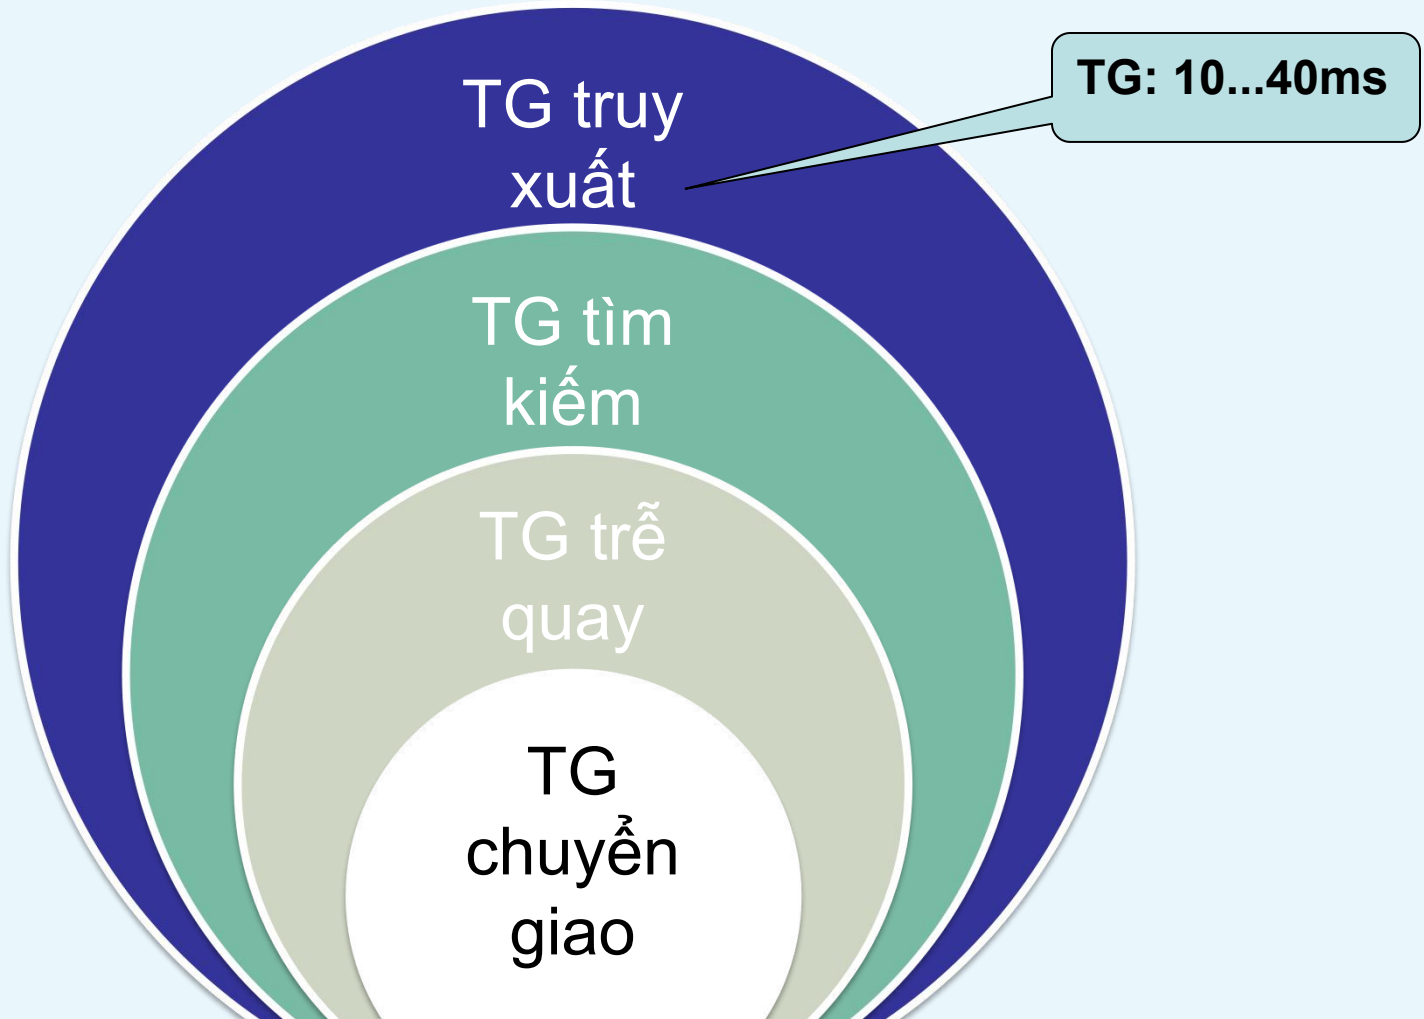 TG truy
xuất
TG: 10...40ms
TG tìm
kiếm
TG trễ
quay
TG
chuyển
giao